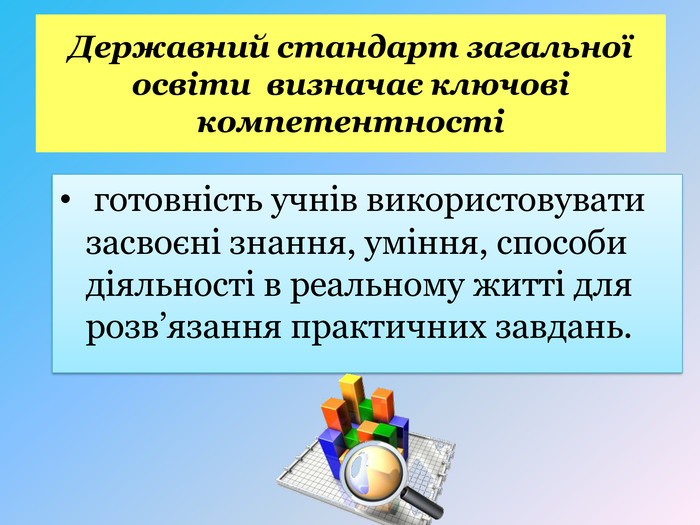 Державний стандарт загальної
освіти визначає ключові
компетентності
• готовність учнів використовувати
засвоєні знання, уміння, способи
діяльності в реальному житті для
розв’язання практичних завдань.